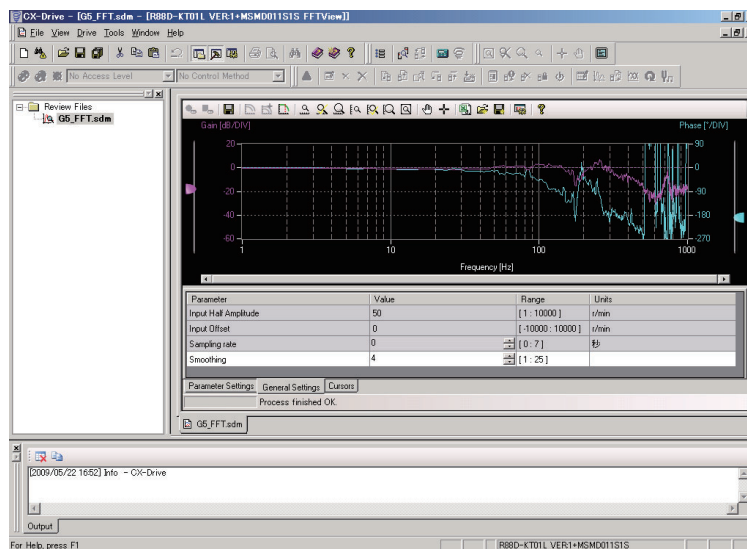 CX-Drive - [G5_FFT.sdm - [R88D-KT01L VER:1+MSMD011S1S FFTView]]
File View Drive Tools Window Help
No Access Level No Control Method
Review Files
G5_FFT.sdm
Gain [dB/DIV] Phase [°/DIV]
20 90
0 0
-20 -90
-40 -180
-60 -270
1 10 100 1000
Frequency [Hz]
Parameter Value Range Units
Input Half Amplitude 50 [ 1 : 10000 ] r/min
Input Offset 0 [ -10000 : 10000 ] r/min
Sampling rate 0 [ 0 : 7 ] 秒
Smoothing 4 [ 1 : 25 ]
Parameter Settings General Settings Cursors
Process finished OK.
G5_FFT.sdm
[2009/05/22 16:52] Info - CX-Drive
Output
For Help, press F1 R88D-KT01L VER:1+MSMD011S1S